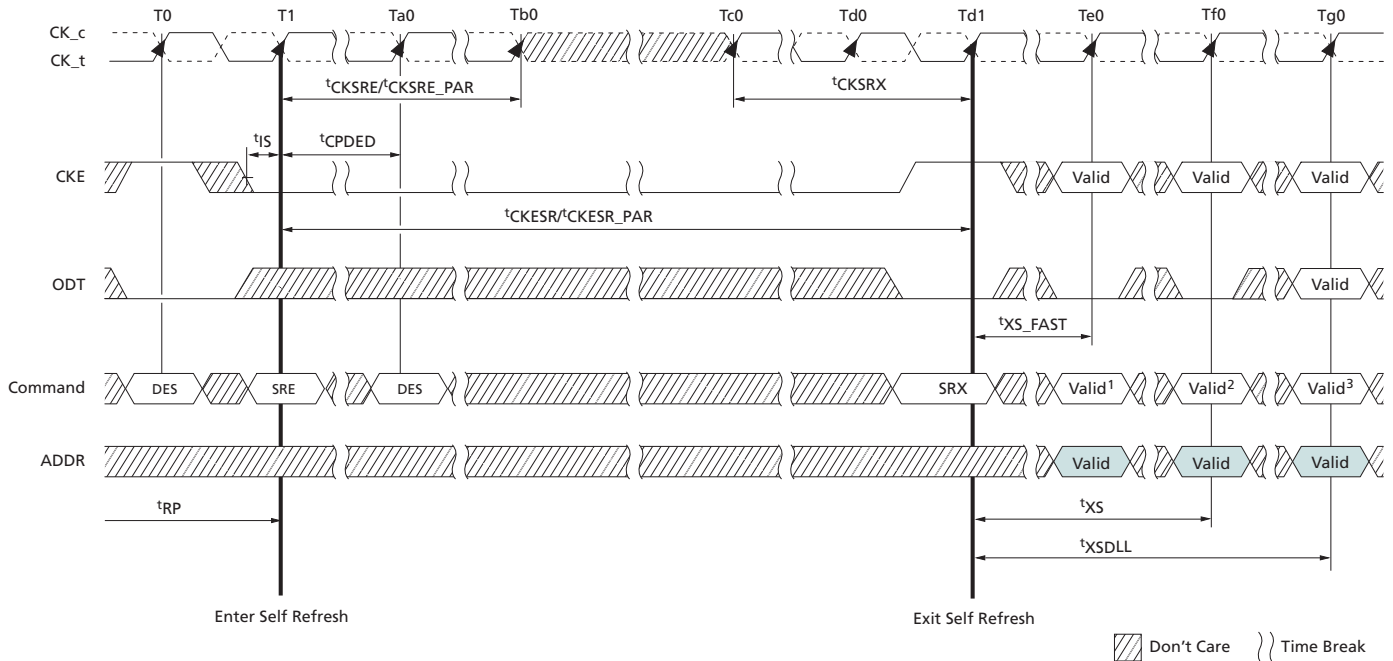 T0 T1 Ta0 Tb0 Tc0 Td0 Td1 Te0 Tf0 Tg0
CK_c
CK_t
tCKSRE/tCKSRE_PAR tCKSRX
tIS tCPDED
CKE Valid Valid Valid
tCKESR/tCKESR_PAR
ODT Valid
tXS_FAST
Command DES SRE DES SRX Valid1 Valid2 Valid3
ADDR Valid Valid Valid
tRP tXS
tXSDLL
Enter Self Refresh Exit Self Refresh
Don't Care Time Break